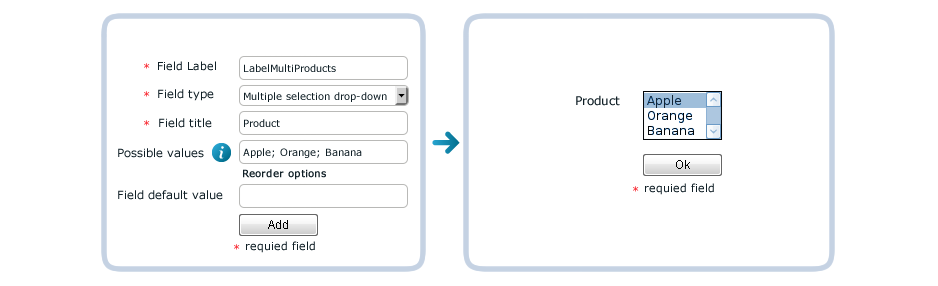 * Field Label LabelMultiProducts
* Field type Multiple selection drop-down
* Field title Product
Possible values i Apple; Orange; Banana
Reorder options
Field default value
Add
* requied field
Product Apple
Orange
Banana
Ok
* requied field